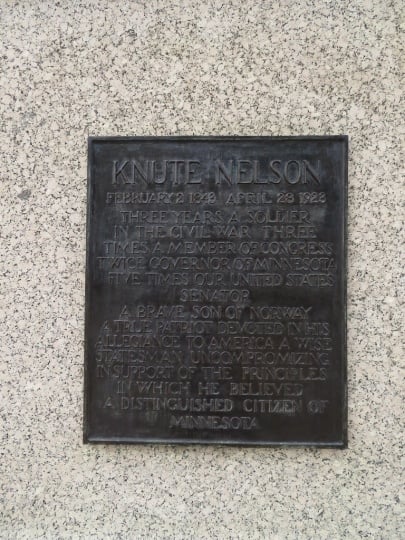 KNUTE NELSON
FEBRUARY 2 1843 APRIL 28 1923
THREE YEARS A SOLDIER
IN THE CIVIL WAR THREE
TIMES A MEMBER OF CONGRESS
TWICE GOVERNOR OF MINNESOTA
FIVE TIMES OUR UNITED STATES
SENATOR
A BRAVE SON OF NORWAY
A TRUE PATRIOT DEVOTED IN HIS
ALLEGIANCE TO AMERICA A WISE
STATESMAN UNCOMPROMIZING
IN SUPPORT OF THE PRINCIPLES
IN WHICH HE BELIEVED
A DISTINGUISHED CITIZEN OF
MINNESOTA